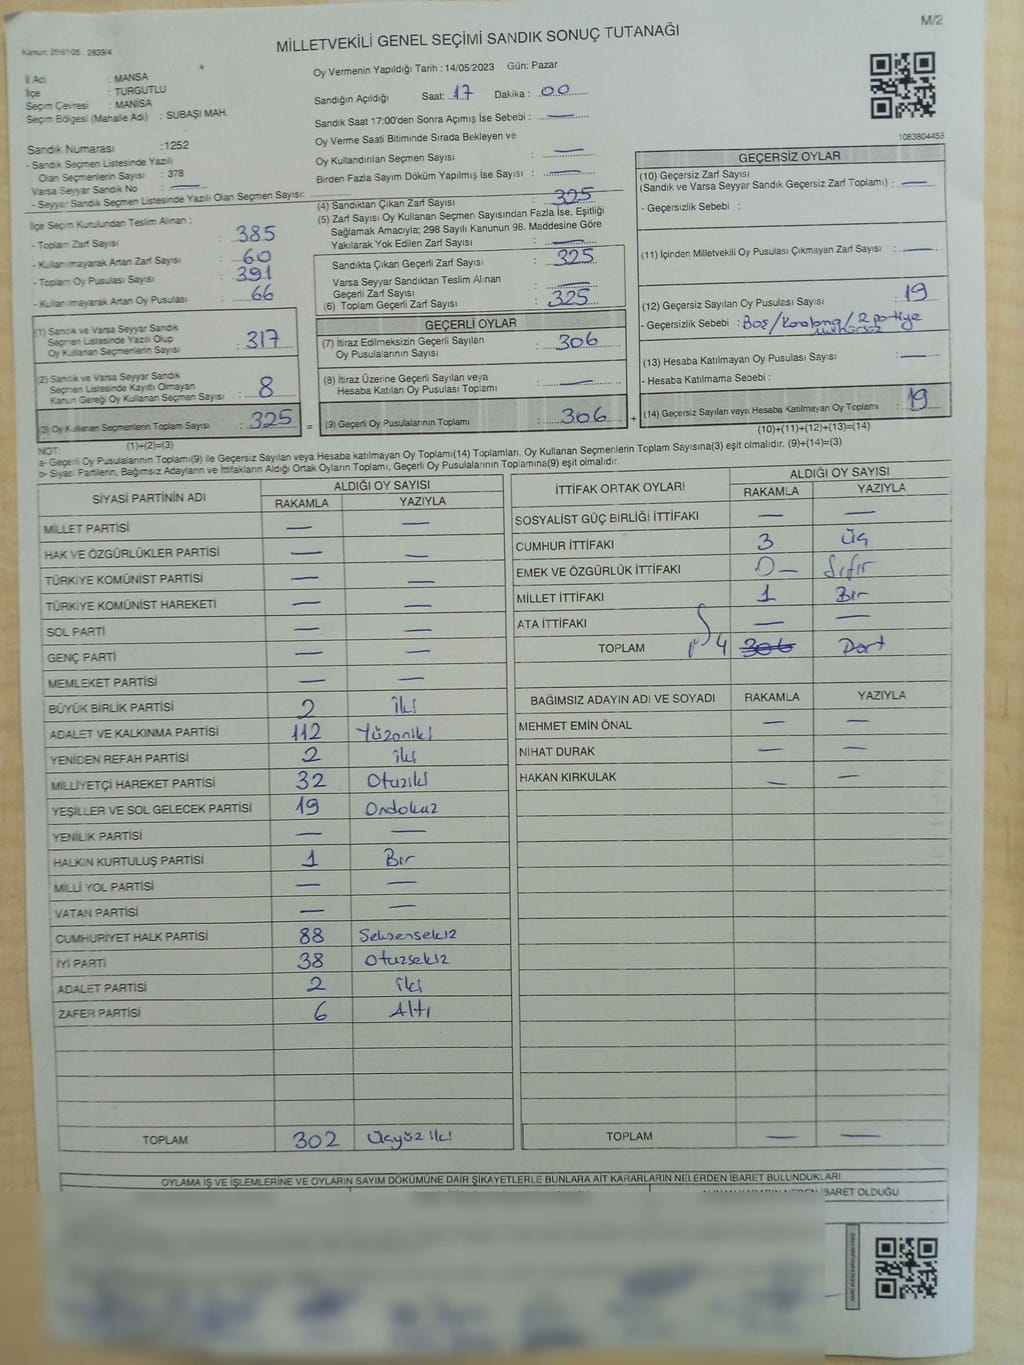 M/2
Kanun: 298/105 , 2839/4
MİLLETVEKİLİ GENEL SEÇİMİ SANDIK SONUÇ TUTANAĞI
İl Adı : MANİSA
İlçe : TURGUTLU
Seçim Çevresi : MANİSA
Seçim Bölgesi (Mahalle Adı) : SUBAŞI MAH.
Sandık Numarası :1252
- Sandık Seçmen Listesinde Yazılı
Olan Seçmenlerin Sayısı : 378
Varsa Seyyar Sandık No : —
- Seyyar Sandık Seçmen Listesinde Yazılı Olan Seçmen Sayısı:
Oy Vermenin Yapıldığı Tarih : 14/05/2023 Gün: Pazar
Sandığın Açıldığı Saat: 17 Dakika : 00
Sandık Saat 17:00'den Sonra Açımış İse Sebebi : —
Oy Verme Saati Bitiminde Sırada Bekleyen ve
Oy Kullandırılan Seçmen Sayısı : —
Birden Fazla Sayım Döküm Yapılmış İse Sayısı : —
1083804458
İlçe Seçim Kurulundan Teslim Alınan :
- Toplam Zarf Sayısı : 385
- Kullanılmayarak Artan Zarf Sayısı : 60
- Toplam Oy Pusulası Sayısı : 391
- Kullanılmayarak Artan Oy Pusulası : 66
(1) Sandık ve Varsa Seyyar Sandık
Seçmen Listesinde Yazılı Olup
Oy Kullanan Seçmenlerin Sayısı : 317
(2) Sandık ve Varsa Seyyar Sandık
Seçmen Listesinde Kayıtlı Olmayan
Kanun Gereği Oy Kullanan Seçmen Sayısı : 8
(3) Oy Kullanan Seçmenlerin Toplam Sayısı : 325
(1)+(2)=(3)
(4) Sandıktan Çıkan Zarf Sayısı : 325
(5) Zarf Sayısı Oy Kullanan Seçmen Sayısından Fazla İse, Eşitliği
Sağlamak Amacıyla; 298 Sayılı Kanunun 98. Maddesine Göre
Yakılarak Yok Edilen Zarf Sayısı : —
Sandıkta Çıkan Geçerli Zarf Sayısı : 325
Varsa Seyyar Sandıktan Teslim Alınan
Geçerli Zarf Sayısı : —
(6) Toplam Geçerli Zarf Sayısı : 325
GEÇERLİ OYLAR
(7) İtiraz Edilmeksizin Geçerli Sayılan
Oy Pusulalarının Sayısı : 306
(8) İtiraz Üzerine Geçerli Sayılan veya
Hesaba Katılan Oy Pusulası Toplamı : —
= (9) Geçerli Oy Pusulalarının Toplamı : 306 +
GEÇERSİZ OYLAR
(10) Geçersiz Zarf Sayısı
(Sandık ve Varsa Seyyar Sandık Geçersiz Zarf Toplamı) : —
- Geçersizlik Sebebi :
(11) İçinden Milletvekili Oy Pusulası Çıkmayan Zarf Sayısı : —
(12) Geçersiz Sayılan Oy Pusulası Sayısı : 19
- Geçersizlik Sebebi : Boş/Karalama/2 partiye
(13) Hesaba Katılmayan Oy Pusulası Sayısı : —
- Hesaba Katılmama Sebebi :
(14) Geçersiz Sayılan veya Hesaba Katılmayan Oy Toplamı : 19
(10)+(11)+(12)+(13)=(14)
NOT:
a- Geçerli Oy Pusulalarının Toplamı(9) ile Geçersiz Sayılan veya Hesaba katılmayan Oy Toplamı(14) Toplamları, Oy Kullanan Seçmenlerin Toplam Sayısına(3) eşit olmalıdır. (9)+(14)=(3)
b- Siyasi Partilerin, Bağımsız Adayların ve İttifakların Aldığı Ortak Oyların Toplamı, Geçerli Oy Pusulalarının Toplamına(9) eşit olmalıdır.
SİYASİ PARTİNİN ADI ALDIĞI OY SAYISI
RAKAMLA YAZIYLA
MİLLET PARTİSİ — —
HAK VE ÖZGÜRLÜKLER PARTİSİ — —
TÜRKİYE KOMÜNİST PARTİSİ — —
TÜRKİYE KOMÜNİST HAREKETİ — —
SOL PARTİ — —
GENÇ PARTİ — —
MEMLEKET PARTİSİ — —
BÜYÜK BİRLİK PARTİSİ 2 İki
ADALET VE KALKINMA PARTİSİ 112 Yüzoniki
YENİDEN REFAH PARTİSİ 2 iki
MİLLİYETÇİ HAREKET PARTİSİ 32 Otuziki
YEŞİLLER VE SOL GELECEK PARTİSİ 19 Ondokuz
YENİLİK PARTİSİ — —
HALKIN KURTULUŞ PARTİSİ 1 Bir
MİLLİ YOL PARTİSİ — —
VATAN PARTİSİ — —
CUMHURİYET HALK PARTİSİ 88 Seksensekiz
İYİ PARTİ 38 Otuzsekiz
ADALET PARTİSİ 2 iki
ZAFER PARTİSİ 6 Altı
TOPLAM 302 Üçyüz iki
İTTİFAK ORTAK OYLARI ALDIĞI OY SAYISI
RAKAMLA YAZIYLA
SOSYALİST GÜÇ BİRLİĞİ İTTİFAKI — —
CUMHUR İTTİFAKI 3 Üç
EMEK VE ÖZGÜRLÜK İTTİFAKI 0 — Sıfır
MİLLET İTTİFAKI 1 Bir
ATA İTTİFAKI — —
TOPLAM 4 306 Dört
BAĞIMSIZ ADAYIN ADI VE SOYADI RAKAMLA YAZIYLA
MEHMET EMİN ÖNAL — —
NİHAT DURAK — —
HAKAN KIRKULAK — —
TOPLAM — —
OYLAMA İŞ VE İŞLEMLERİNE VE OYLARIN SAYIM DÖKÜMÜNE DAİR ŞİKAYETLERLE BUNLARA AİT KARARLARIN NELERDEN İBARET BULUNDUKLARI
İBARET OLDUĞU